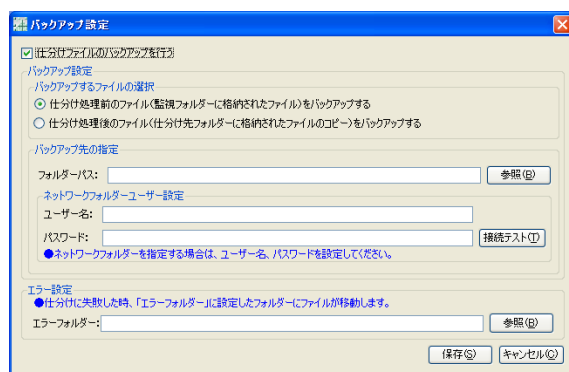 バックアップ設定
仕分けファイルのバックアップを行う
バックアップ設定
バックアップするファイルの選択
仕分け処理前のファイル(監視フォルダーに格納されたファイル)をバックアップする
仕分け処理後のファイル(仕分け先フォルダーに格納されたファイルのコピー)をバックアップする
バックアップ先の指定
フォルダーパス: 参照(B)
ネットワークフォルダーユーザー設定
ユーザー名:
パスワード: 接続テスト(T)
●ネットワークフォルダーを指定する場合は、ユーザー名、パスワードを設定してください。
エラー設定
●仕分けに失敗した時、「エラーフォルダー」に設定したフォルダーにファイルが移動します。
エラーフォルダー: 参照(B)
保存(S) キャンセル(C)